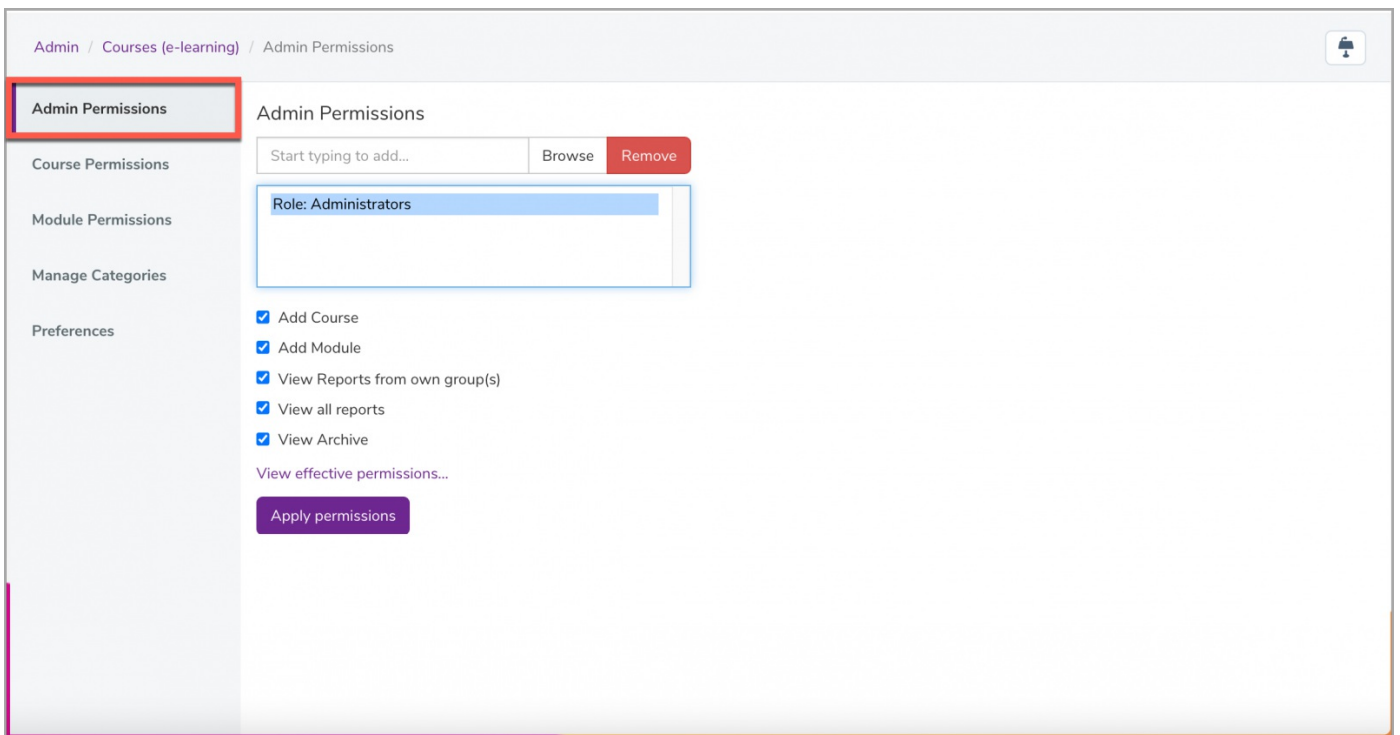 Admin / Courses (e-learning) / Admin Permissions
Admin Permissions
Course Permissions
Module Permissions
Manage Categories
Preferences
Admin Permissions
Start typing to add... Browse Remove
Role: Administrators
Add Course
Add Module
View Reports from own group(s)
View all reports
View Archive
View effective permissions...
Apply permissions